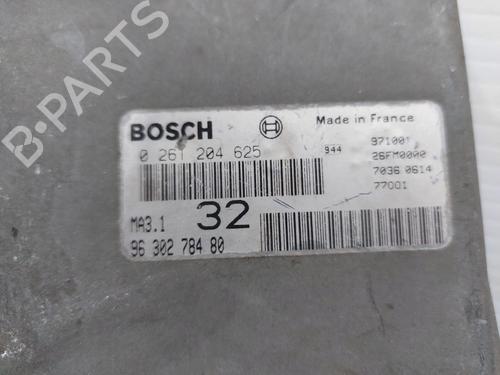 B-PARTS
BOSCH
Made in France
0 261 204 625
944
971001
26FM0000
7036 0614
77001
MA3.1
32
96 302 784 80